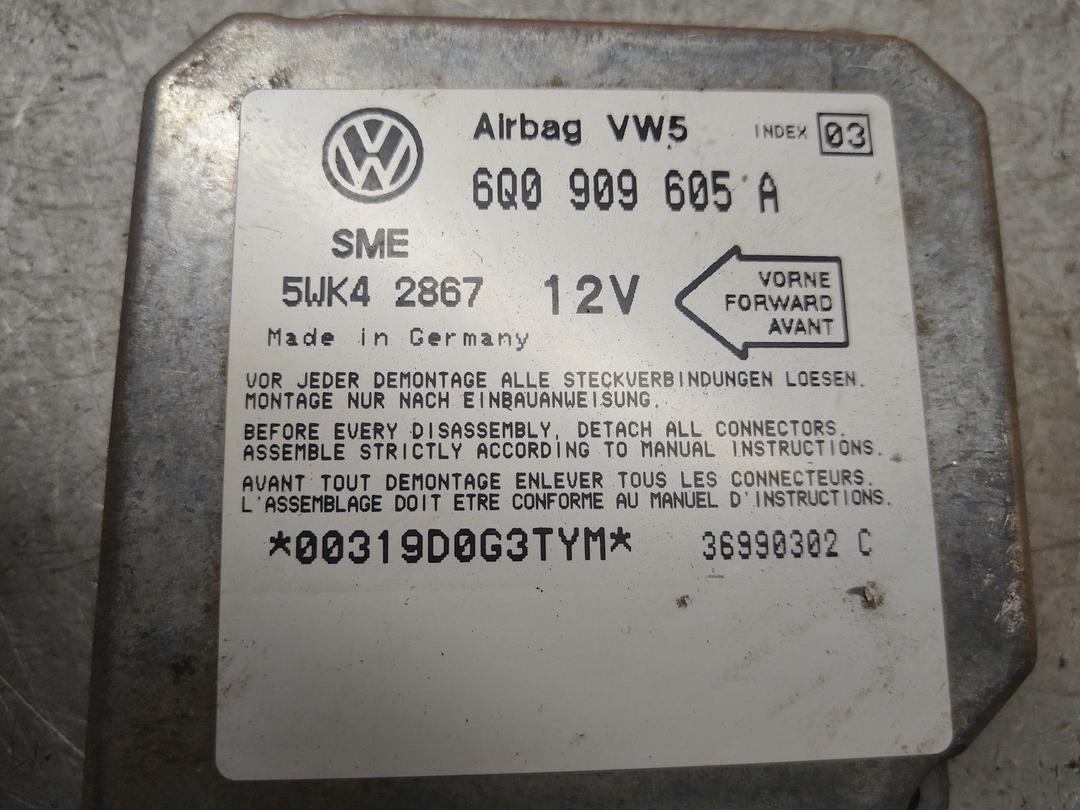 Airbag VW5 INDEX 03
6Q0 909 605 A
SME
5WK4 2867 12V
VORNE
FORWARD
AVANT
Made in Germany
VOR JEDER DEMONTAGE ALLE STECKVERBINDUNGEN LOESEN.
MONTAGE NUR NACH EINBAUANWEISUNG.
BEFORE EVERY DISASSEMBLY, DETACH ALL CONNECTORS.
ASSEMBLE STRICTLY ACCORDING TO MANUAL INSTRUCTIONS.
AVANT TOUT DEMONTAGE ENLEVER TOUS LES CONNECTEURS.
L'ASSEMBLAGE DOIT ETRE CONFORME AU MANUEL D'INSTRUCTIONS.
*00319D0G3TYM* 36990302 C